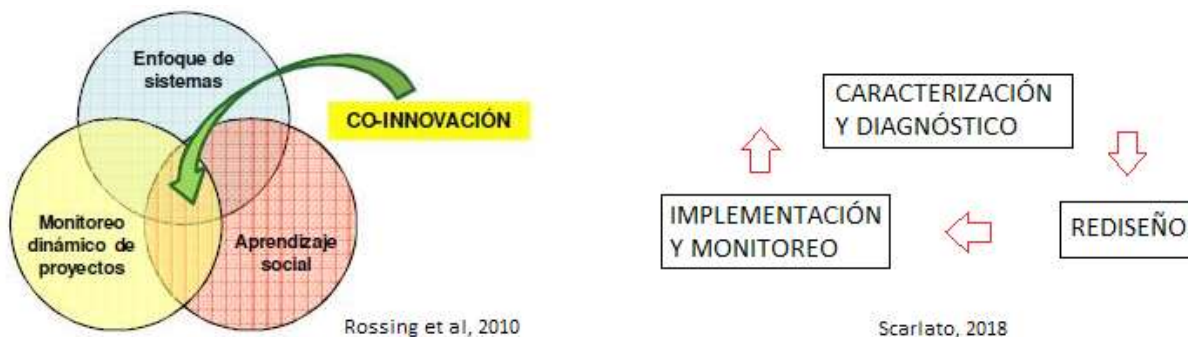 Enfoque de
sistemas
CO-INNOVACIÓN
Monitoreo
dinámico de
proyectos
Aprendizaje
social
Rossing et al, 2010
CARACTERIZACIÓN
Y DIAGNÓSTICO
IMPLEMENTACIÓN
Y MONITOREO
REDISEÑO
Scarlato, 2018